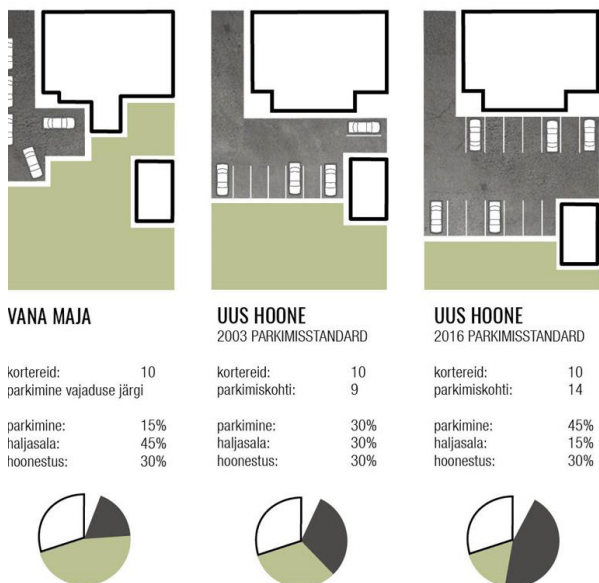 VANA MAJA
kortereid: 10
parkimine vajaduse järgi
parkimine: 15%
haljasala: 45%
hoonestus: 30%
UUS HOONE
2003 PARKIMISSTANDARD
kortereid: 10
parkimiskohti: 9
parkimine: 30%
haljasala: 30%
hoonestus: 30%
UUS HOONE
2016 PARKIMISSTANDARD
kortereid: 10
parkimiskohti: 14
parkimine: 45%
haljasala: 15%
hoonestus: 30%